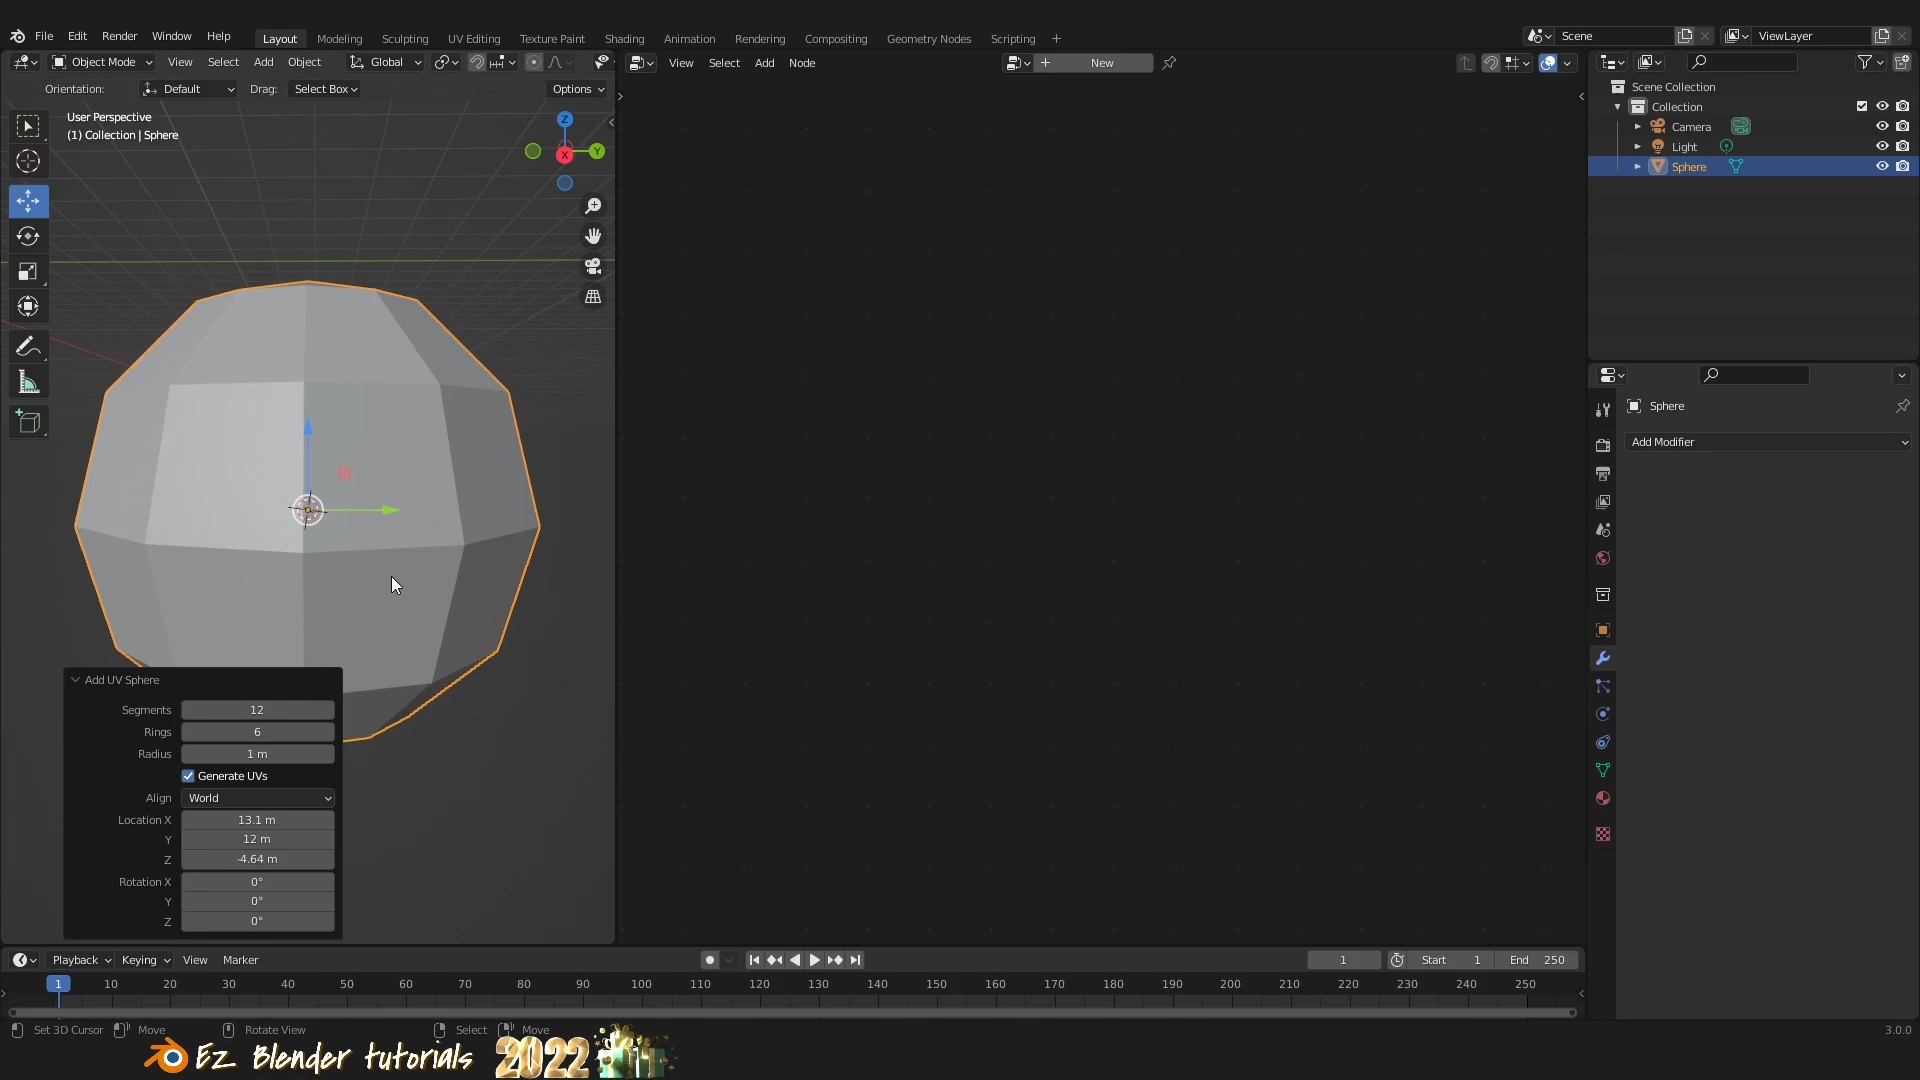 File Edit Render Window Help Layout Modeling Sculpting UV Editing Texture Paint Shading Animation Rendering Compositing Geometry Nodes Scripting Scene ViewLayer
Object Mode View Select Add Object Global View Select Add Node New
Orientation: Default Drag: Select Box Options
User Perspective
(1) Collection | Sphere
Z
Y
X
Scene Collection
Collection
Camera
Light
Sphere
Sphere
Add Modifier
Add UV Sphere
Segments 12
Rings 6
Radius 1 m
Generate UVs
Align World
Location X 13.1 m
Y 12 m
Z -4.64 m
Rotation X 0°
Y 0°
Z 0°
Playback Keying View Marker 1 Start 1 End 250
1 10 20 30 40 50 60 70 80 90 100 110 120 130 140 150 160 170 180 190 200 210 220 230 240 250
Set 3D Cursor Move Rotate View Select Move 3.0.0
Ez Blender tutorials 2022